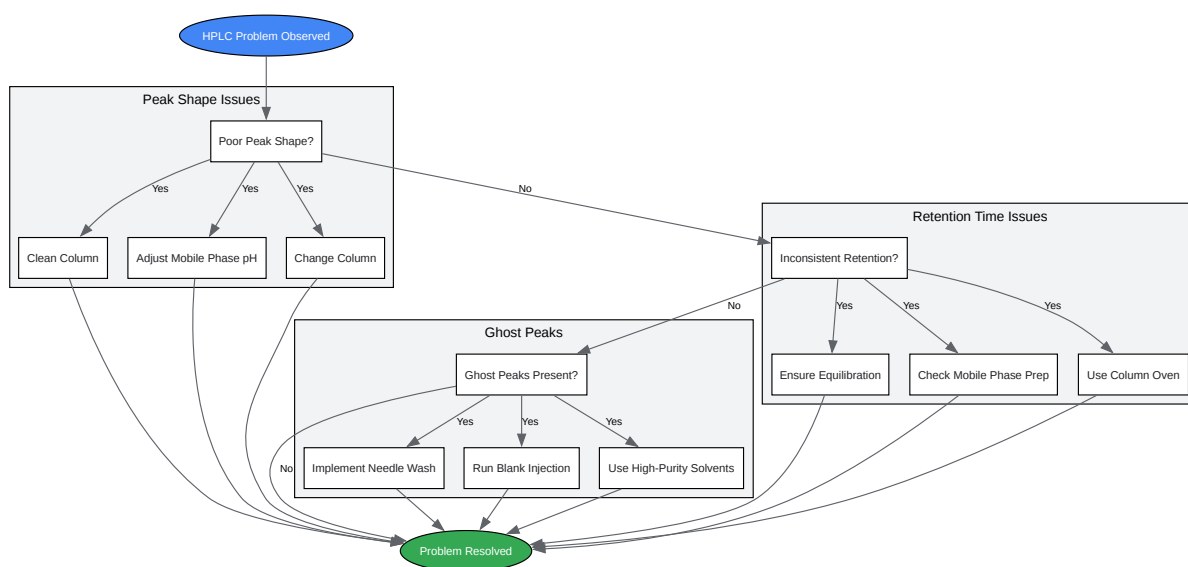 HPLC Problem Observed
Peak Shape Issues
Poor Peak Shape?
Yes
Yes
Yes
No
Clean Column
Adjust Mobile Phase pH
Change Column
Retention Time Issues
Inconsistent Retention?
No
Yes
Yes
Yes
Ensure Equilibration
Check Mobile Phase Prep
Use Column Oven
Ghost Peaks
Ghost Peaks Present?
Yes
Yes
Yes
No
Implement Needle Wash
Run Blank Injection
Use High-Purity Solvents
Problem Resolved